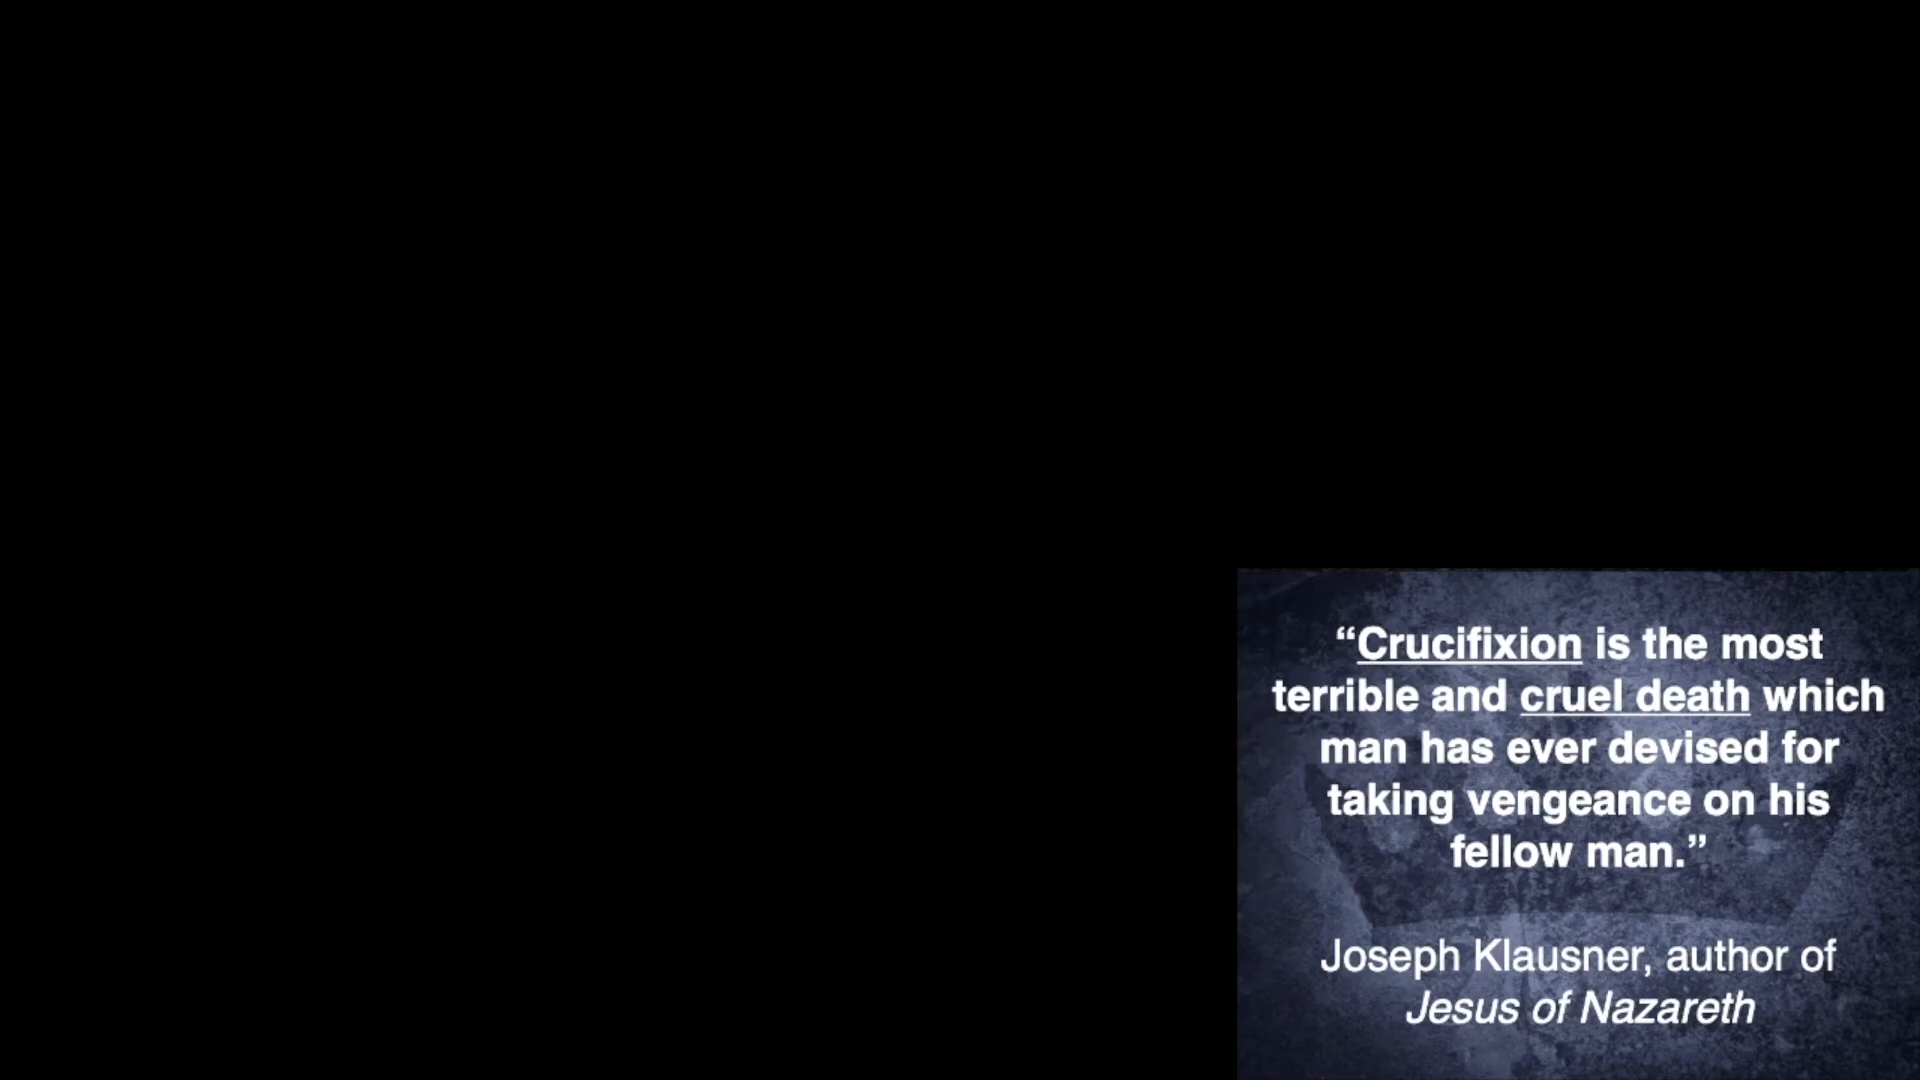 “Crucifixion is the most
terrible and cruel death which
man has ever devised for
taking vengeance on his
fellow man.”
Joseph Klausner, author of
Jesus of Nazareth